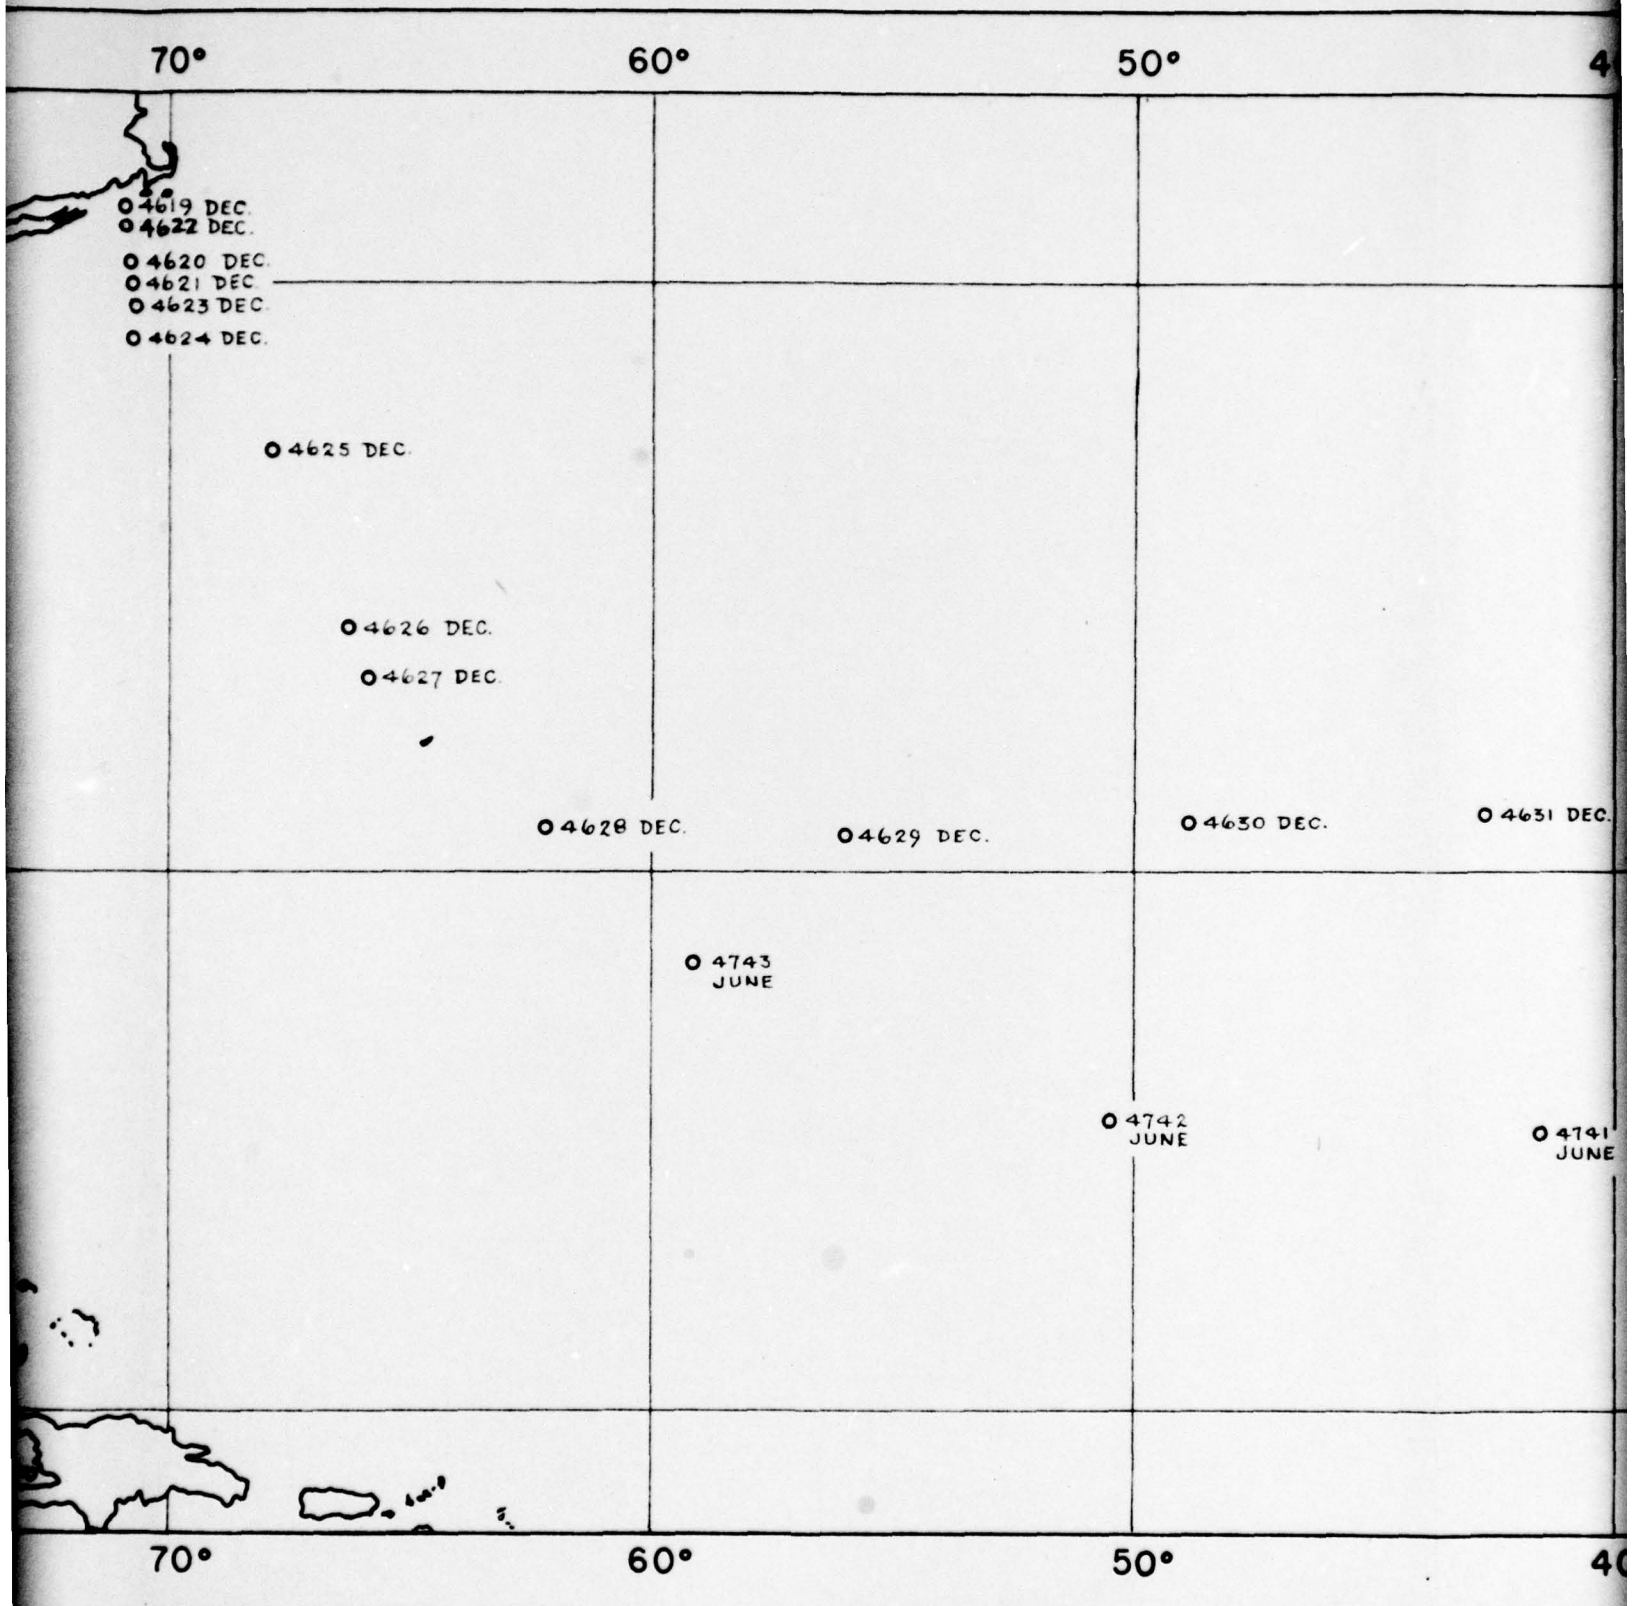 70° 60° 50° 4
4619 DEC.
4622 DEC.
4620 DEC.
4621 DEC.
4623 DEC.
4624 DEC.
4625 DEC.
4626 DEC.
4627 DEC.
4628 DEC. 4629 DEC. 4630 DEC. 4631 DEC.
4743
JUNE
4742
JUNE
4741
JUNE
70° 60° 50° 40